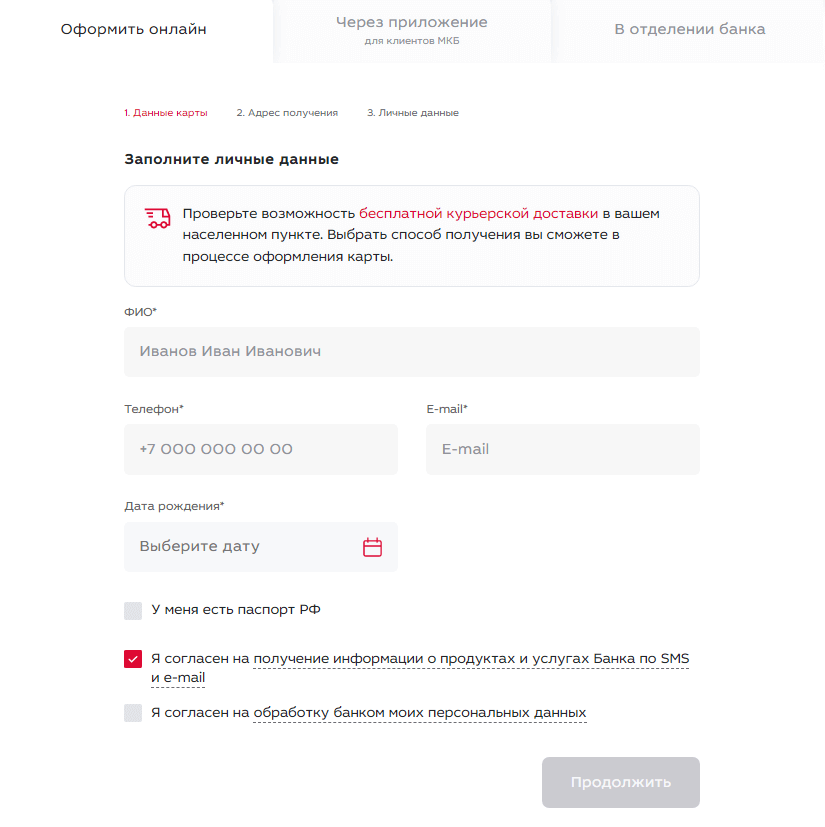 Оформить онлайн
Через приложение
для клиентов МКБ
В отделении банка
1. Данные карты
2. Адрес получения
3. Личные данные
Заполните личные данные
Проверьте возможность бесплатной курьерской доставки в вашем
населенном пункте. Выбрать способ получения вы сможете в
процессе оформления карты.
ФИО*
Иванов Иван Иванович
Телефон*
E-mail*
+7 000 000 00 00
E-mail
Дата рождения*
Выберите дату
У меня есть паспорт РФ
Я согласен на получение информации о продуктах и услугах Банка по SMS
и e-mail
Я согласен на обработку банком моих персональных данных
Продолжить